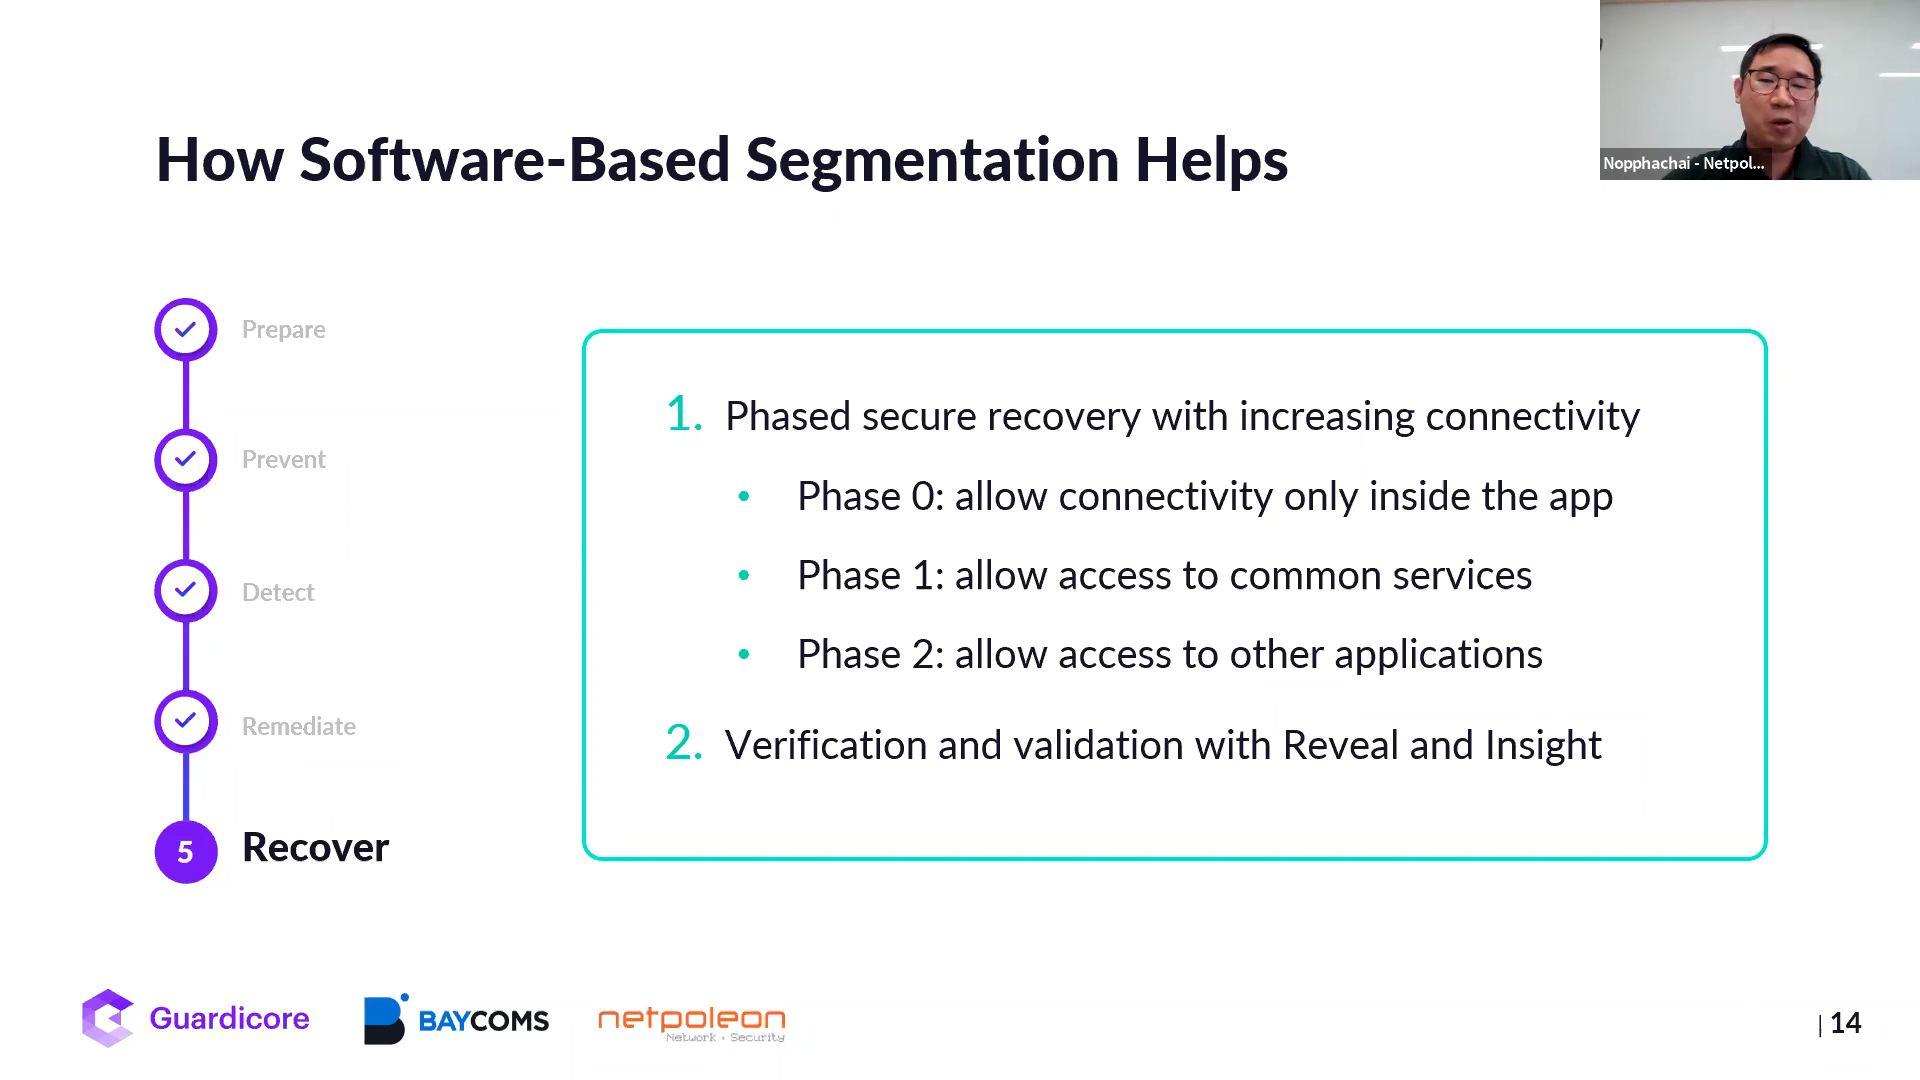 How Software-Based Segmentation Helps
Nopphachai - Netpol...
Prepare
Prevent
Detect
Remediate
5 Recover
1. Phased secure recovery with increasing connectivity
• Phase 0: allow connectivity only inside the app
• Phase 1: allow access to common services
• Phase 2: allow access to other applications
2. Verification and validation with Reveal and Insight
Guardicore
BAYCOMS
netpoleon
Network • Security
| 14